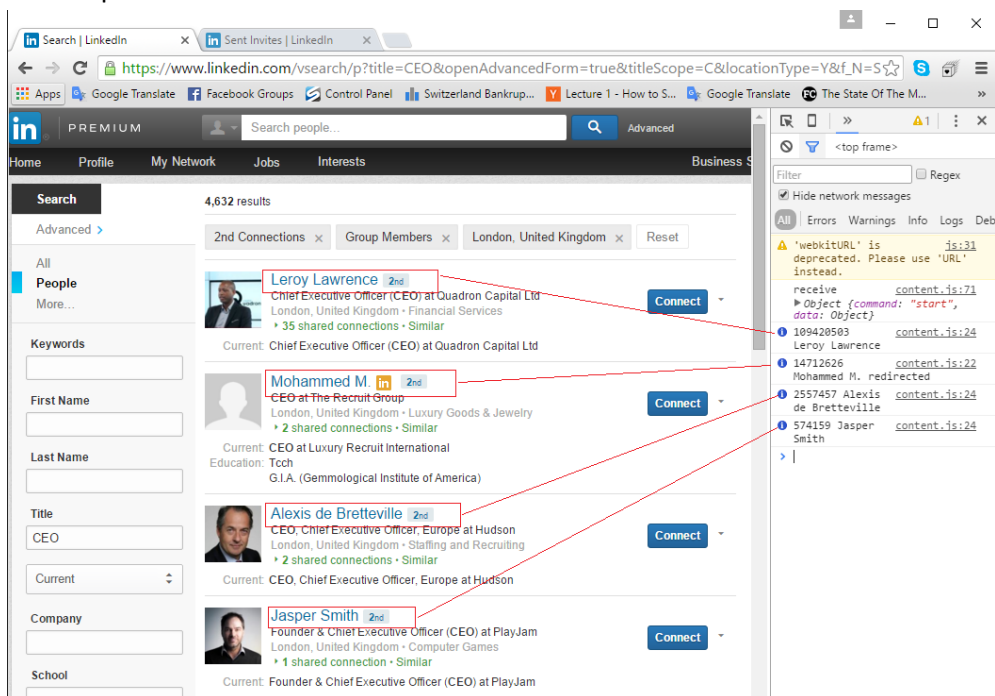 Search | LinkedIn
Sent Invites | LinkedIn
https://www.linkedin.com/vsearch/p?title=CEO&openAdvancedForm=true&titleScope=C&locationType=Y&f_N=S
Apps Google Translate Facebook Groups Control Panel Switzerland Bankrup... Lecture 1 - How to S... Google Translate The State Of The M... »
in PREMIUM Search people... Advanced
Home Profile My Network Jobs Interests Business S
Search
Advanced >
All
People
More...
Keywords
First Name
Last Name
Title
CEO
Current
Company
School
4,632 results
2nd Connections × Group Members × London, United Kingdom × Reset
Leroy Lawrence 2nd
Chief Executive Officer (CEO) at Quadron Capital Ltd
London, United Kingdom • Financial Services
35 shared connections • Similar
Current: Chief Executive Officer (CEO) at Quadron Capital Ltd
Connect
Mohammed M. in 2nd
CEO at The Recruit Group
London, United Kingdom • Luxury Goods & Jewelry
2 shared connections • Similar
Current: CEO at Luxury Recruit International
Education: Tcch
G.I.A. (Gemmological Institute of America)
Connect
Alexis de Bretteville 2nd
CEO, Chief Executive Officer, Europe at Hudson
London, United Kingdom • Staffing and Recruiting
2 shared connections • Similar
Current: CEO, Chief Executive Officer, Europe at Hudson
Connect
Jasper Smith 2nd
Founder & Chief Executive Officer (CEO) at PlayJam
London, United Kingdom • Computer Games
1 shared connection • Similar
Current: Founder & Chief Executive Officer (CEO) at PlayJam
Connect
» 1
<top frame>
Filter Regex
Hide network messages
All Errors Warnings Info Logs Deb
'webkitURL' is js:31
deprecated. Please use 'URL'
instead.
receive content.js:71
Object {command: "start",
data: Object}
109420503 content.js:24
Leroy Lawrence
14712626 content.js:22
Mohammed M. redirected
2557457 Alexis content.js:24
de Bretteville
574159 Jasper content.js:24
Smith
>